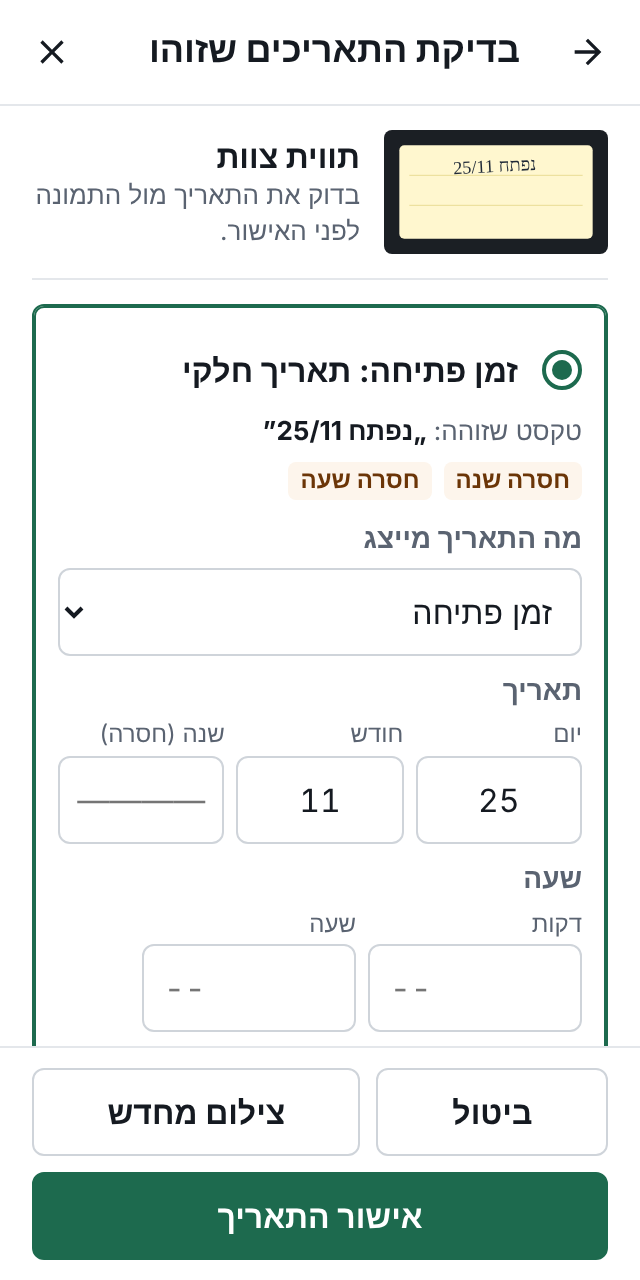 בדיקת התאריכים שזוהו
נפתח 25/11
תווית צוות
בדוק את התאריך מול התמונה
לפני האישור.
זמן פתיחה: תאריך חלקי
טקסט שזוהה: „נפתח 25/11”
חסרה שנה
חסרה שעה
מה התאריך מייצג
זמן פתיחה
תאריך
יום
חודש
שנה (חסרה)
25
11
————
שעה
דקות
שעה
--
--
ביטול
צילום מחדש
אישור התאריך